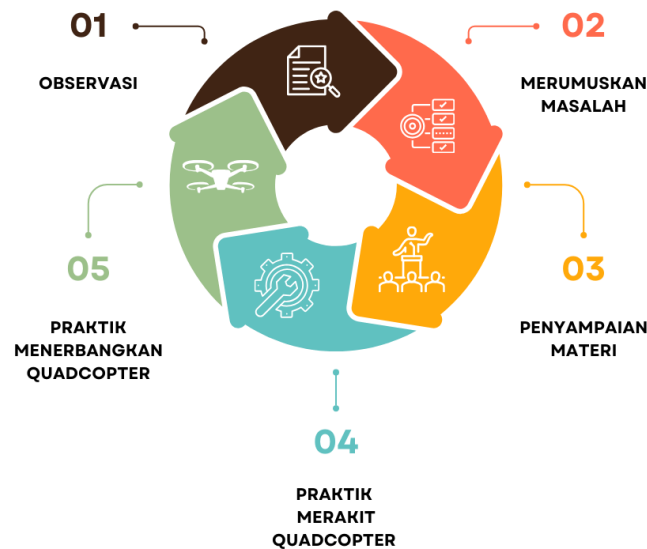 01
OBSERVASI
02
MERUMUSKAN
MASALAH
03
PENYAMPAIAN
MATERI
04
PRAKTIK
MERAKIT
QUADCOPTER
05
PRAKTIK
MENERBANGKAN
QUADCOPTER